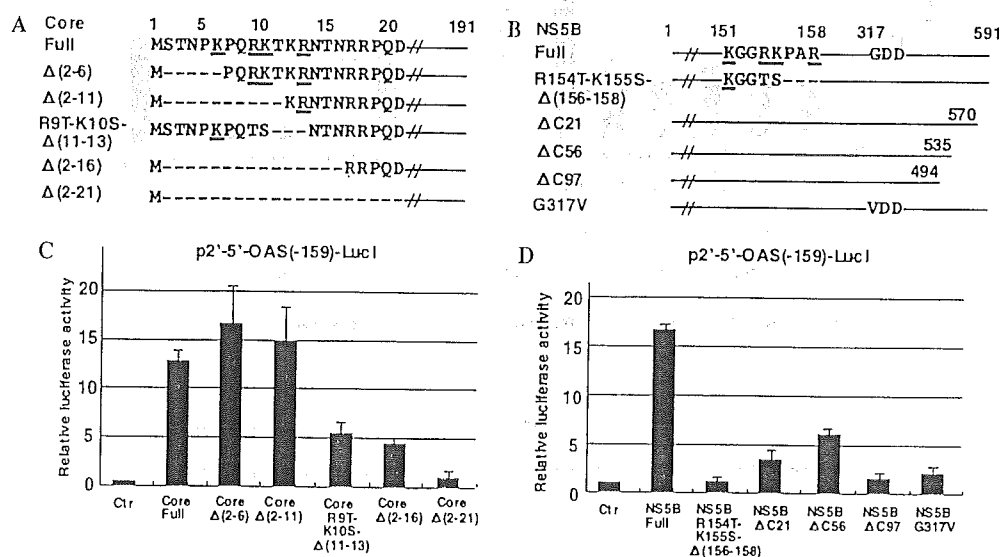 A
Core 1 5 10 15 20 191
Full MSTNPKPQRKTKRNTNRRPQD
Δ(2-6) M-----PQRKTKRNTNRRPQD
Δ(2-11) M----------KRNTNRRPQD
R9T-K10S-Δ(11-13) MSTNPKPQTS---NTNRRPQD
Δ(2-16) M---------------RRPQD
Δ(2-21) M--------------------
B
NS5B 1 151 158 317 591
Full KGGRKPAR GDD
R154T-K155S-Δ(156-158) KGGTS---
ΔC21 570
ΔC56 535
ΔC97 494
G317V VDD
C
p2'-5'-OAS(-159)-LucI
Relative luciferase activity
20
15
10
5
0
Ctr
Core Full
Core Δ(2-6)
Core Δ(2-11)
Core R9T-K10S-Δ(11-13)
Core Δ(2-16)
Core Δ(2-21)
D
p2'-5'-OAS(-159)-LucI
Relative luciferase activity
20
15
10
5
0
Ctr
NS5B Full
NS5B R154T-K155S-Δ(156-158)
NS5B ΔC21
NS5B ΔC56
NS5B ΔC97
NS5B G317V